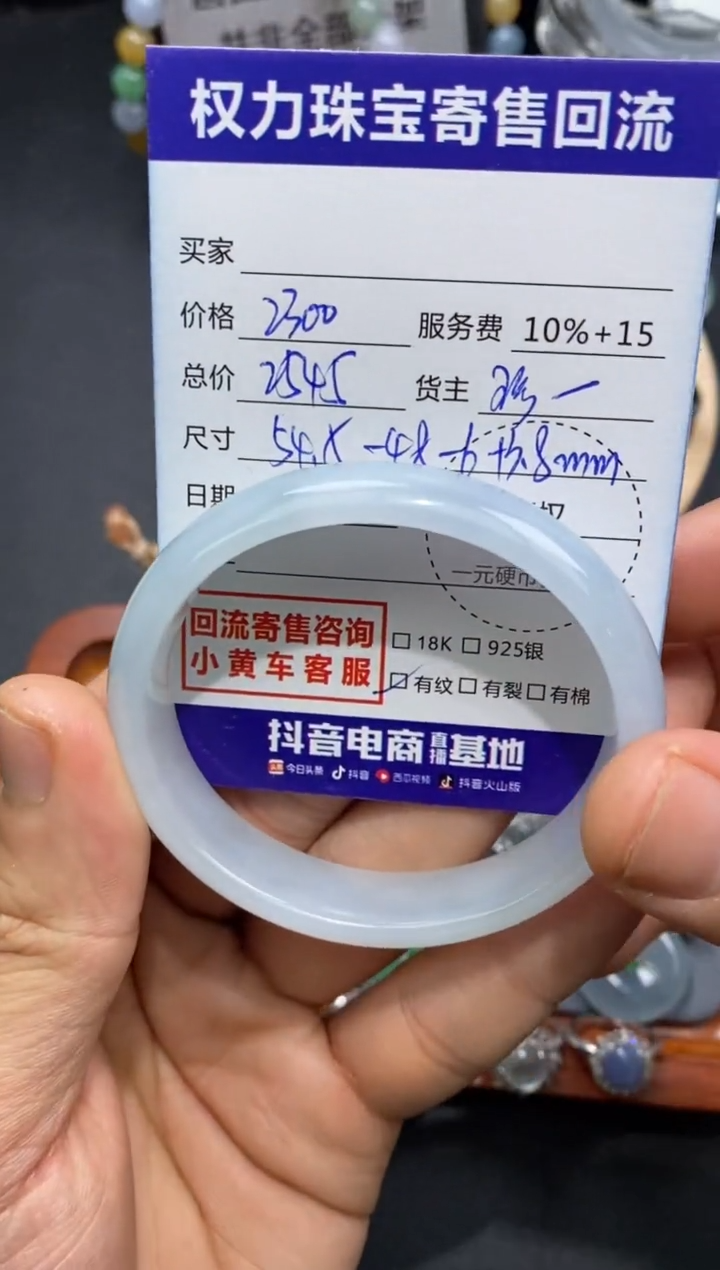 权力珠宝寄售回流
买家
价格 2300 服务费 10%+15
总价 2545 货主
尺寸
日期
一元硬币
回流寄售咨询
小黄车客服
18K 925银
有纹 有裂 有棉
抖音电商直播基地
今日头条 抖音 西瓜视频 抖音火山版